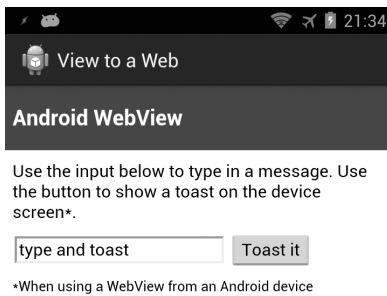 21:34
View to a Web
Android WebView
Use the input below to type in a message. Use
the button to show a toast on the device
screen*.
type and toast Toast it
*When using a WebView from an Android device